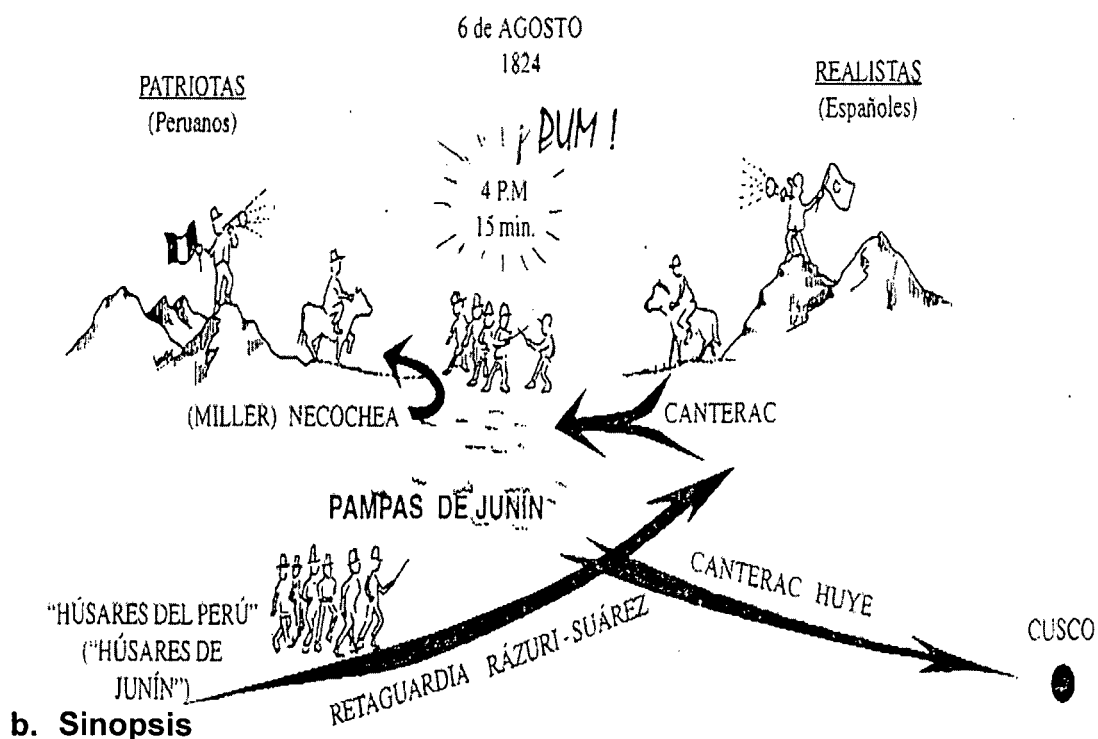 6 de AGOSTO
1824
PATRIOTAS
(Peruanos)
REALISTAS
(Españoles)
¡BUM!
4 P.M
15 min.
C
(MILLER) NECOCHEA
CANTERAC
PAMPAS DE JUNÍN
"HÚSARES DEL PERÚ"
("HÚSARES DE
JUNÍN")
RETAGUARDIA RÁZURI-SUÁREZ
CANTERAC HUYE
CUSCO
b. Sinopsis